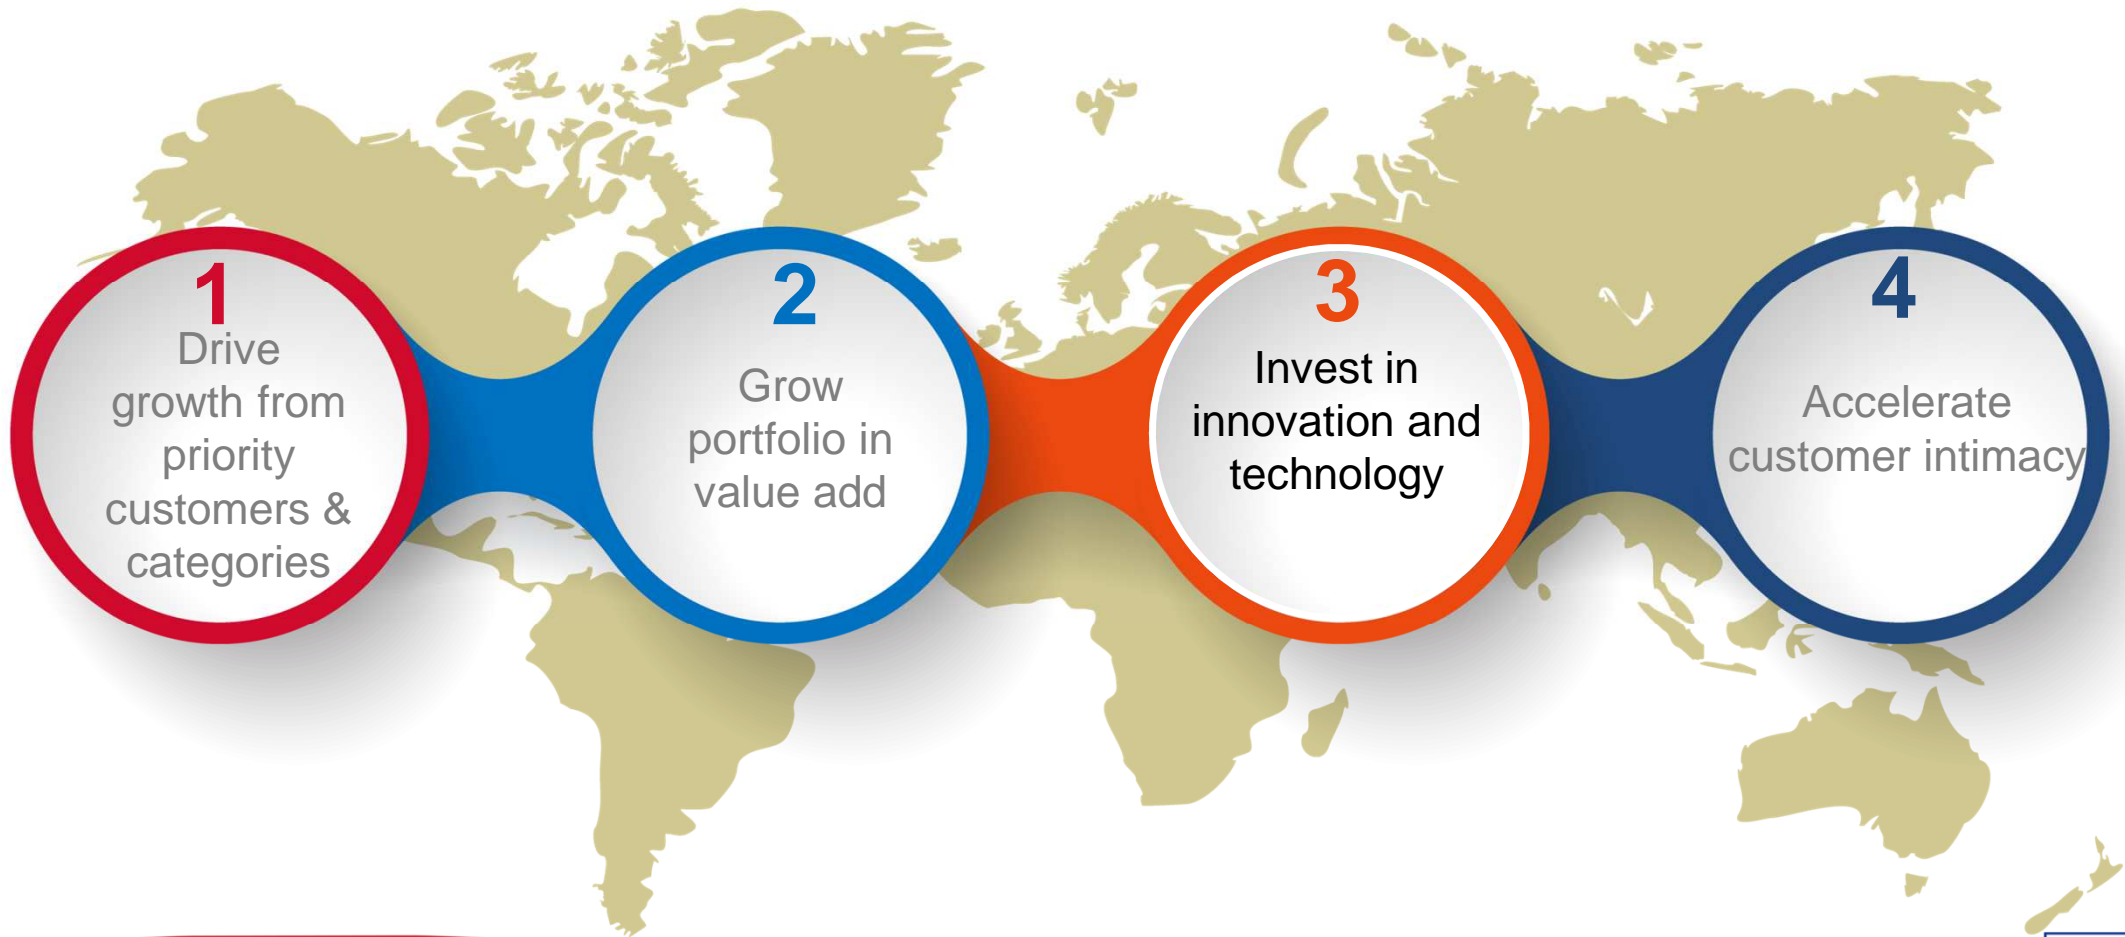 1
Drive
growth from
priority
customers &
categories
2
Grow
portfolio in
value add
3
Invest in
innovation and
technology
4
Accelerate
customer intimacy